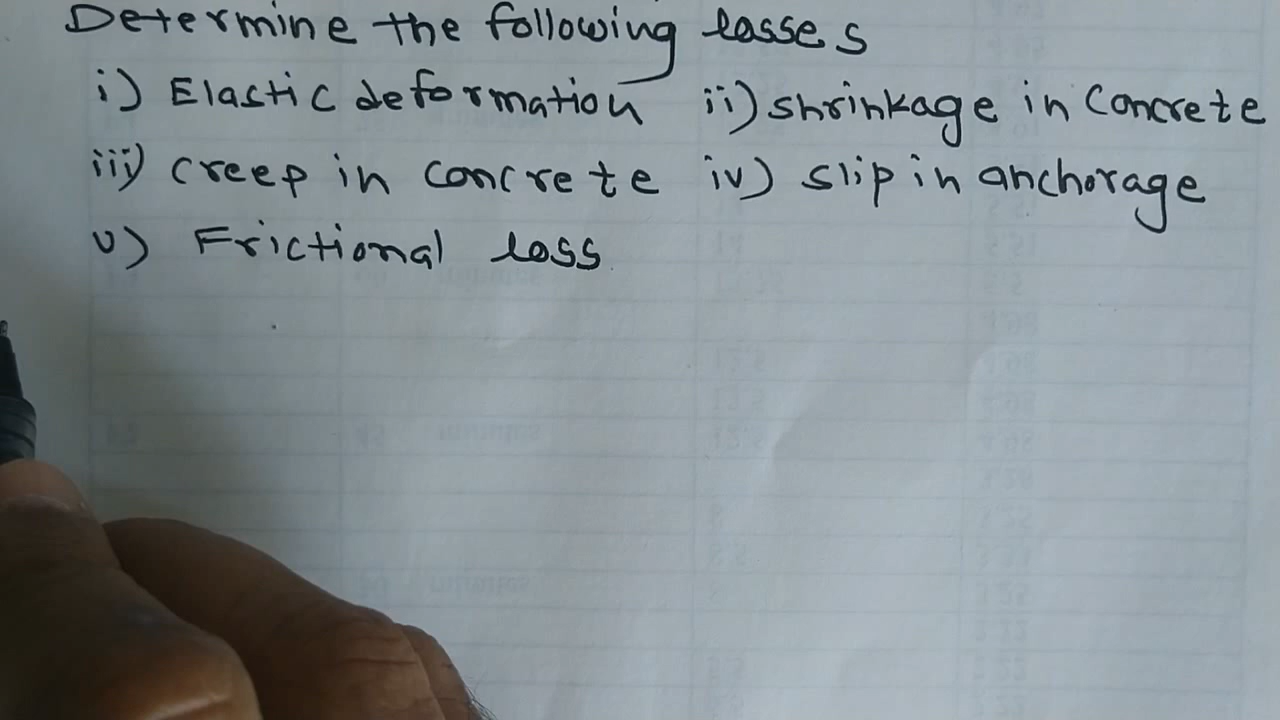 Determine the following losses
i) Elastic deformation ii) shrinkage in concrete
iii) creep in concrete iv) slip in anchorage
v) Frictional loss